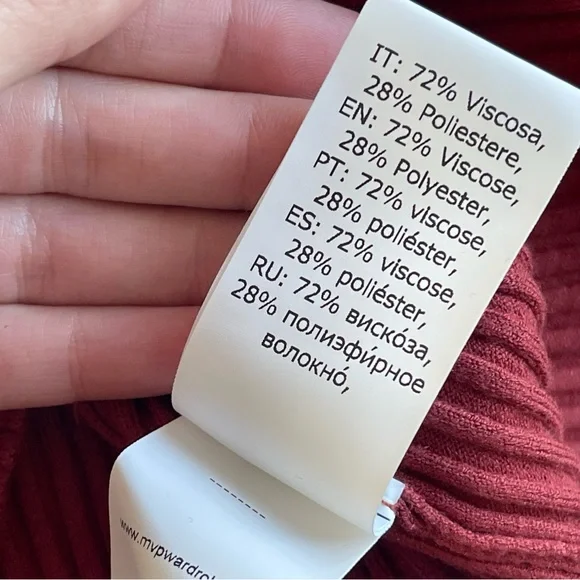 IT: 72% Viscosa,
28% Poliestere,
EN: 72% Viscose,
28% Polyester,
PT: 72% viscose,
28% poliéster,
ES: 72% viscose,
28% poliéster,
RU: 72% виско́за,
28% полиэфи́рное
волокно́,
--------